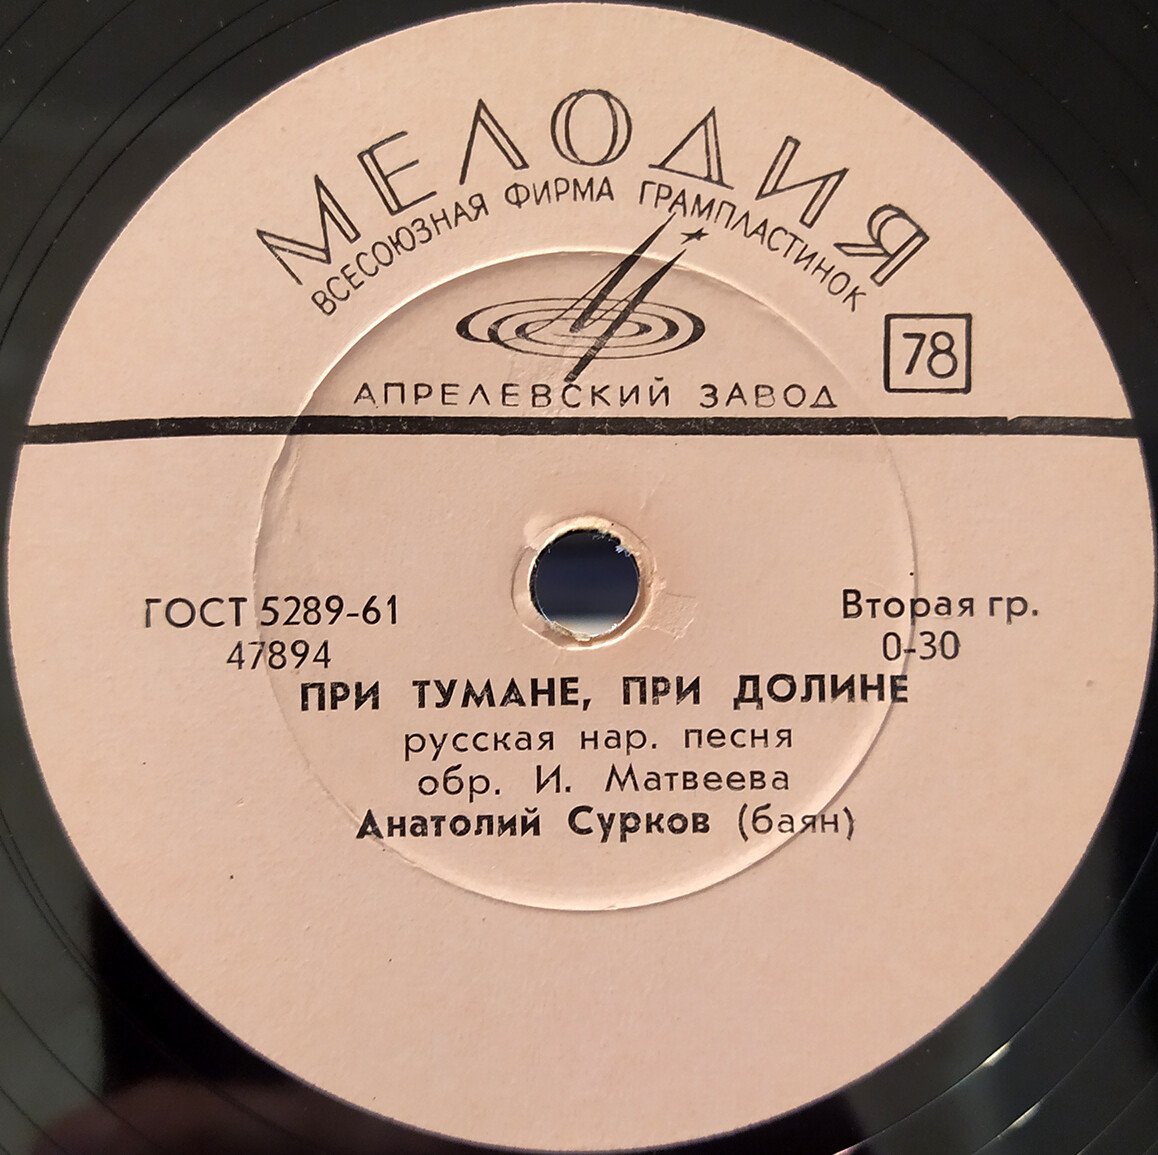 МЕЛОДИЯ
ВСЕСОЮЗНАЯ ФИРМА ГРАМПЛАСТИНОК
78
АПРЕЛЕВСКИЙ ЗАВОД
ГОСТ 5289-61
47894
Вторая гр.
0-30
ПРИ ТУМАНЕ, ПРИ ДОЛИНЕ
русская нар. песня
обр. И. Матвеева
Анатолий Сурков (баян)